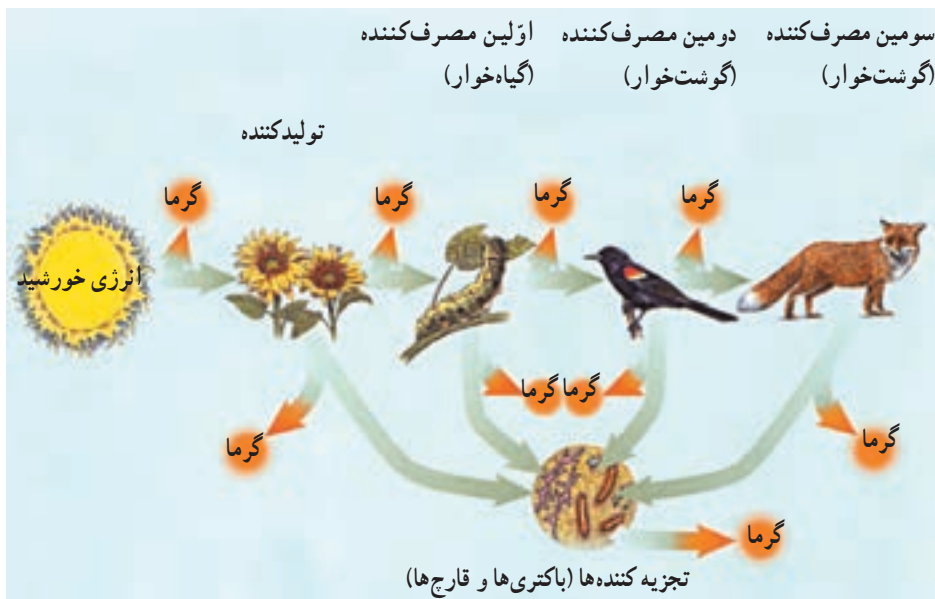 سومین مصرف‌کننده
(گوشت‌خوار)
دومین مصرف‌کننده
(گوشت‌خوار)
اوّلین مصرف‌کننده
(گیاه‌خوار)
تولیدکننده
گرما
گرما
گرما
گرما
انرژی خورشید
گرما
گرما
گرما
گرما
گرما
تجزیه کننده‌ها (باکتری‌ها و قارچ‌ها)